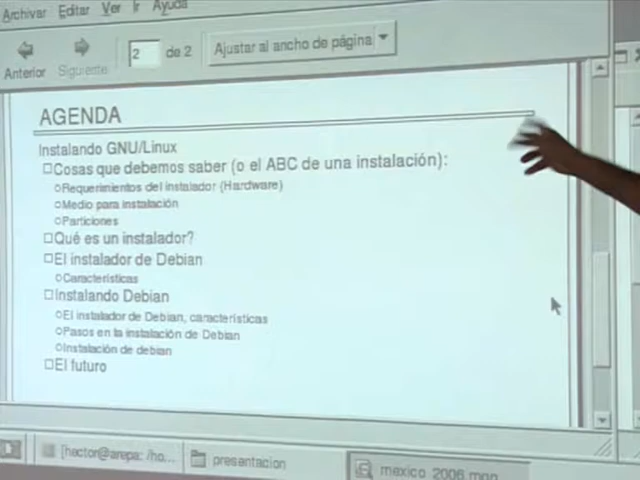 Archivar Editar Ver Ir Ayuda
Anterior Siguiente 2 de 2 Ajustar al ancho de página
AGENDA
Instalando GNU/Linux
Cosas que debemos saber (o el ABC de una instalación):
Requerimientos del instalador (Hardware)
Medio para instalación
Particiones
Qué es un instalador?
El instalador de Debian
Características
Instalando Debian
El instalador de Debian, características
Pasos en la instalación de Debian
Instalación de debian
El futuro
[hector@arepa: /ho... presentacion mexico_2006.mgp